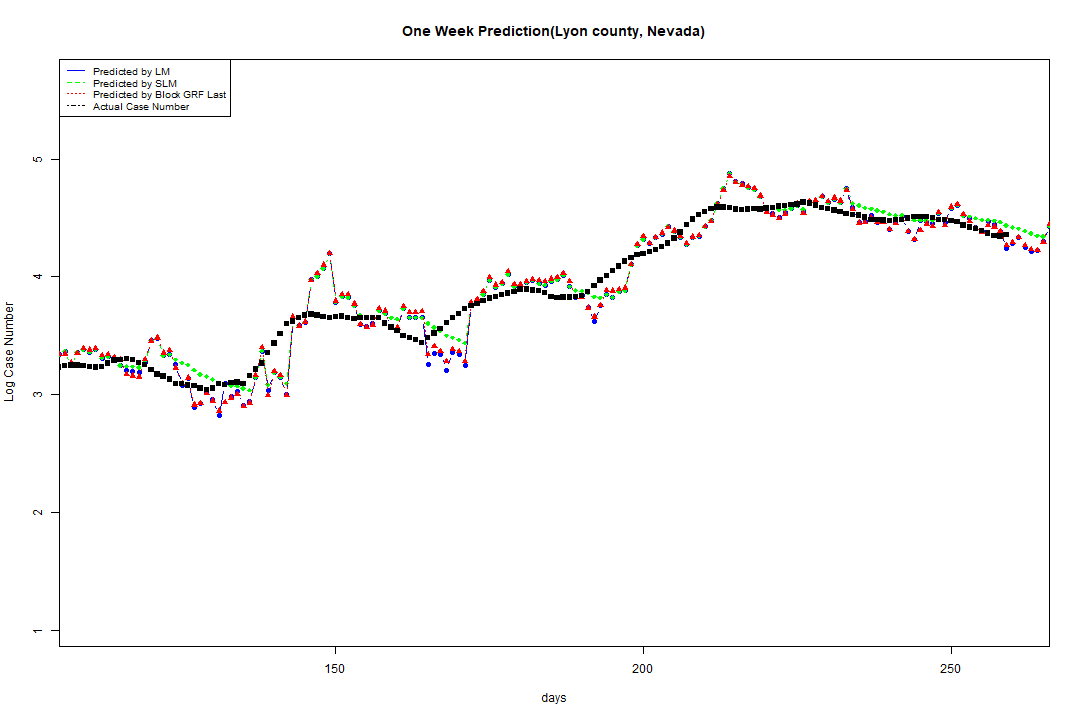 One Week Prediction(Lyon county, Nevada)
Predicted by LM
Predicted by SLM
Predicted by Block GRF Last
Actual Case Number
5
4
3
2
1
Log Case Number
150
200
250
days